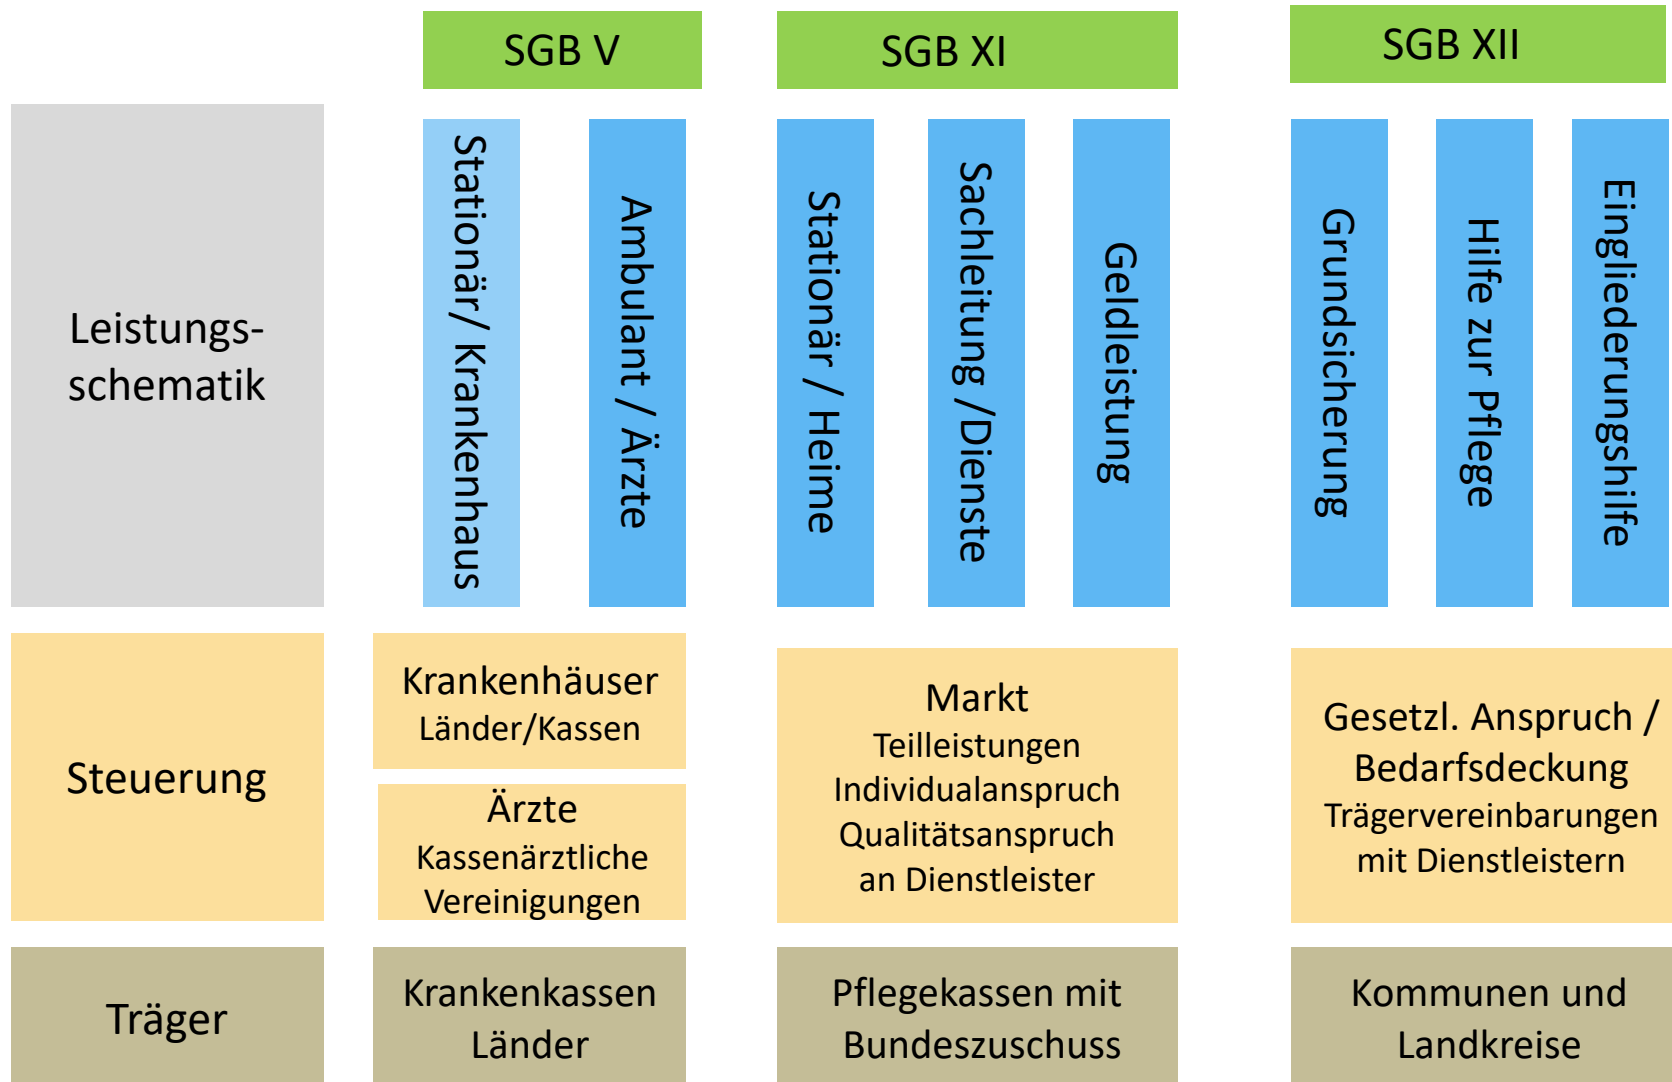 SGB V
SGB XI
SGB XII
Leistungs-
schematik
Stationär/ Krankenhaus
Ambulant / Ärzte
Stationär / Heime
Sachleitung /Dienste
Geldleistung
Grundsicherung
Hilfe zur Pflege
Eingliederungshilfe
Steuerung
Krankenhäuser
Länder/Kassen
Ärzte
Kassenärztliche
Vereinigungen
Markt
Teilleistungen
Individualanspruch
Qualitätsanspruch
an Dienstleister
Gesetzl. Anspruch /
Bedarfsdeckung
Trägervereinbarungen
mit Dienstleistern
Träger
Krankenkassen
Länder
Pflegekassen mit
Bundeszuschuss
Kommunen und
Landkreise